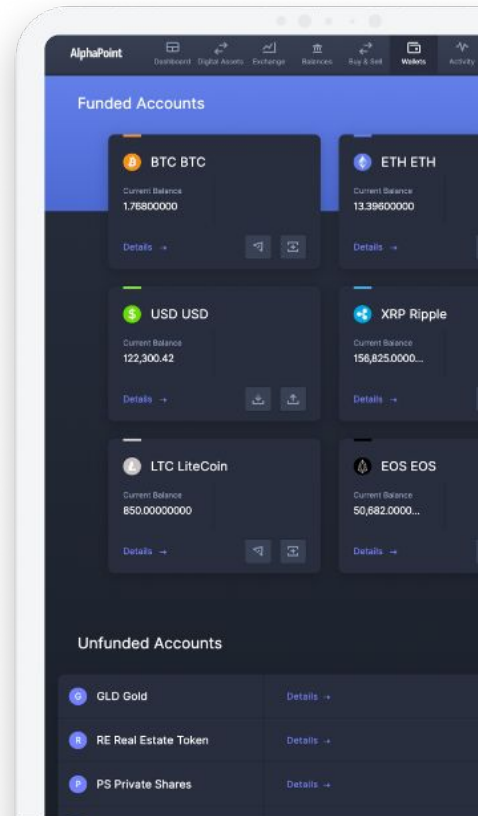 AlphaPoint
Dashboard Digital Assets Exchange Balances Buy & Sell Wallets Activity
Funded Accounts
BTC BTC
Current Balance
1.76800000
Details →
ETH ETH
Current Balance
13.39600000
Details →
USD USD
Current Balance
122,300.42
Details →
XRP Ripple
Current Balance
156,825.0000...
Details →
LTC LiteCoin
Current Balance
850.00000000
Details →
EOS EOS
Current Balance
50,682.0000...
Details →
Unfunded Accounts
G GLD Gold Details →
R RE Real Estate Token Details →
P PS Private Shares Details →